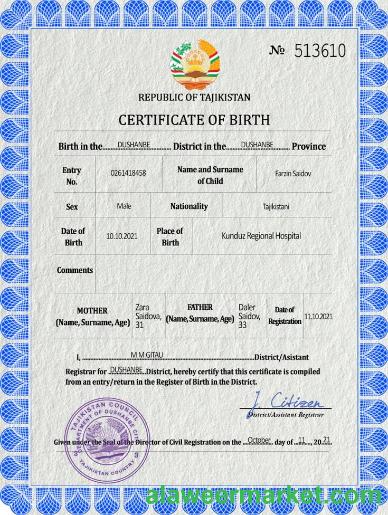 № 513610
REPUBLIC OF TAJIKISTAN
CERTIFICATE OF BIRTH
Birth in the DUSHANBE District in the DUSHANBE Province
Entry No. 0261418458 Name and Surname of Child Farzin Saidov
Sex Male Nationality Tajikistani
Date of Birth 10.10.2021 Place of Birth Kunduz Regional Hospital
Comments
MOTHER (Name, Surname, Age) Zara Saidova, 31 FATHER (Name, Surname, Age) Daler Saidov, 33 Date of Registration 11.10.2021
I, M M GITAU District/Asistant
Registrar for DUSHANBE District, hereby certify that this certificate is compiled
from an entry/return in the Register of Birth in the District.
J. Citizen
District/Assistant Registrar
Given under the Seal of the Director of Civil Registration on the October day of 11, 20 21
TAJIKISTAN COUNCIL
OF DUSHANBE
TAJIKISTAN COUNTRY
alaweermarket.com